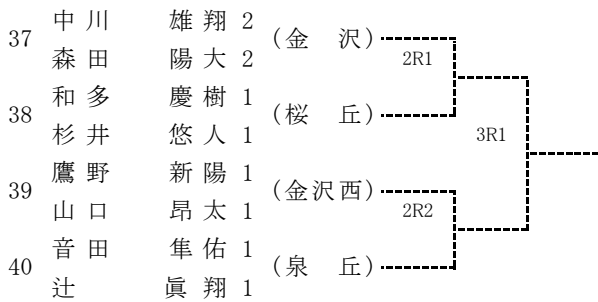 中川 雄翔 2
37 (金 沢)
森田 陽大 2
2R1
和多 慶樹 1
38 (桜 丘)
杉井 悠人 1
3R1
鷹野 新陽 1
39 (金沢西)
山口 昂太 1
2R2
音田 隼佑 1
40 (泉 丘)
辻 眞翔 1